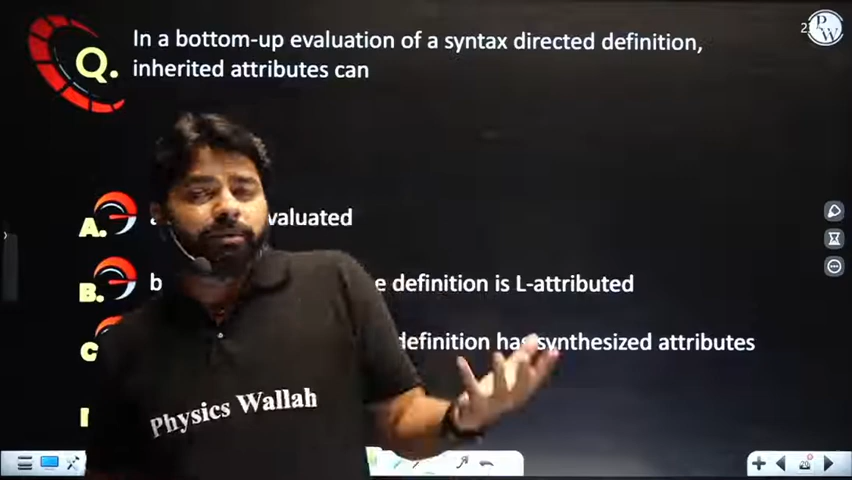 In a bottom-up evaluation of a syntax directed definition,
Q. inherited attributes can
A. evaluated
B. definition is L-attributed
C definition has synthesized attributes
Physics Wallah